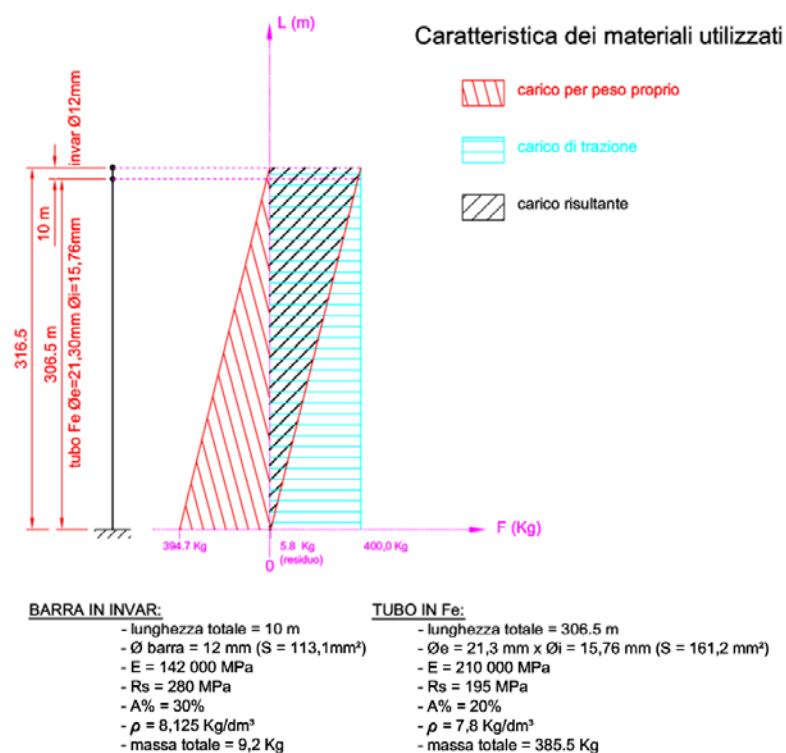 L (m)
Caratteristica dei materiali utilizzati
carico per peso proprio
carico di trazione
carico risultante
invar Ø12mm
10 m
316.5
306.5 m
tubo Fe Øe=21,30mm Øi=15,76mm
F (Kg)
394.7 Kg
5.8 Kg
(residuo)
400,0 Kg
0
BARRA IN INVAR:
- lunghezza totale = 10 m
- Ø barra = 12 mm (S = 113,1mm²)
- E = 142 000 MPa
- Rs = 280 MPa
- A% = 30%
- ρ = 8,125 Kg/dm³
- massa totale = 9,2 Kg
TUBO IN Fe:
- lunghezza totale = 306.5 m
- Øe = 21,3 mm x Øi = 15,76 mm (S = 161,2 mm²)
- E = 210 000 MPa
- Rs = 195 MPa
- A% = 20%
- ρ = 7,8 Kg/dm³
- massa totale = 385.5 Kg